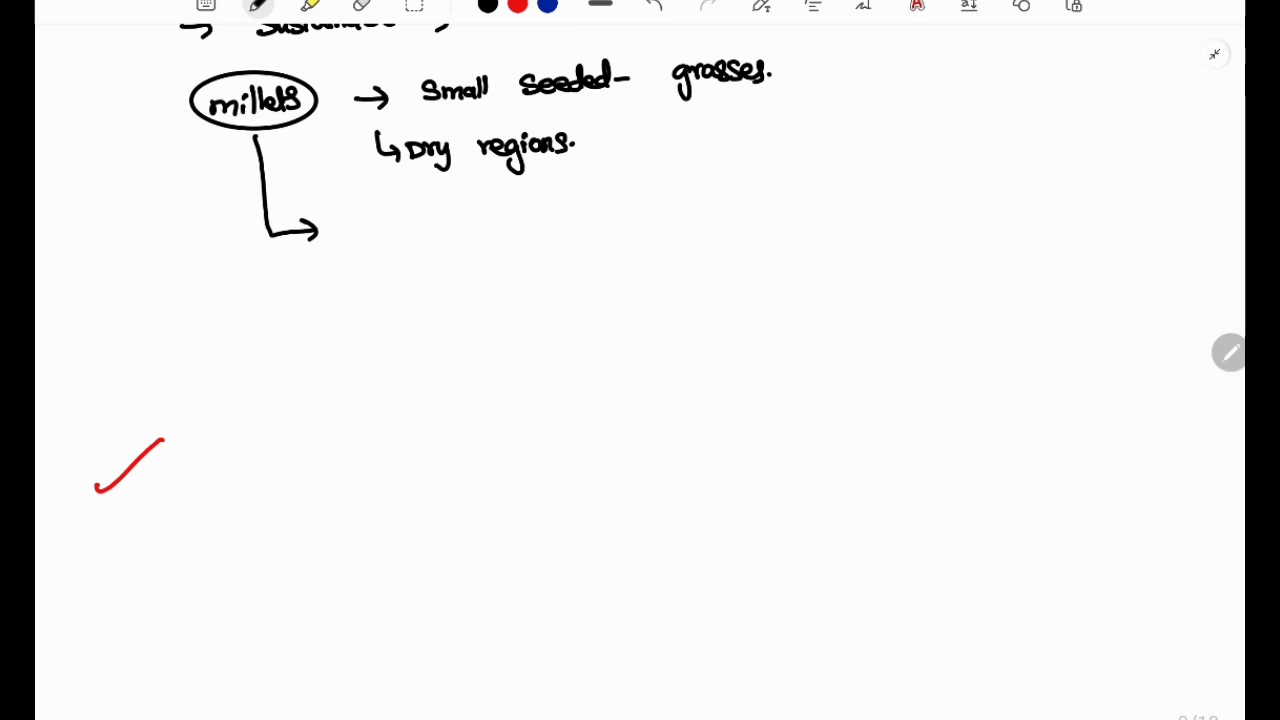 →
millets → Small seeded- grasses.
↳ Dry regions.